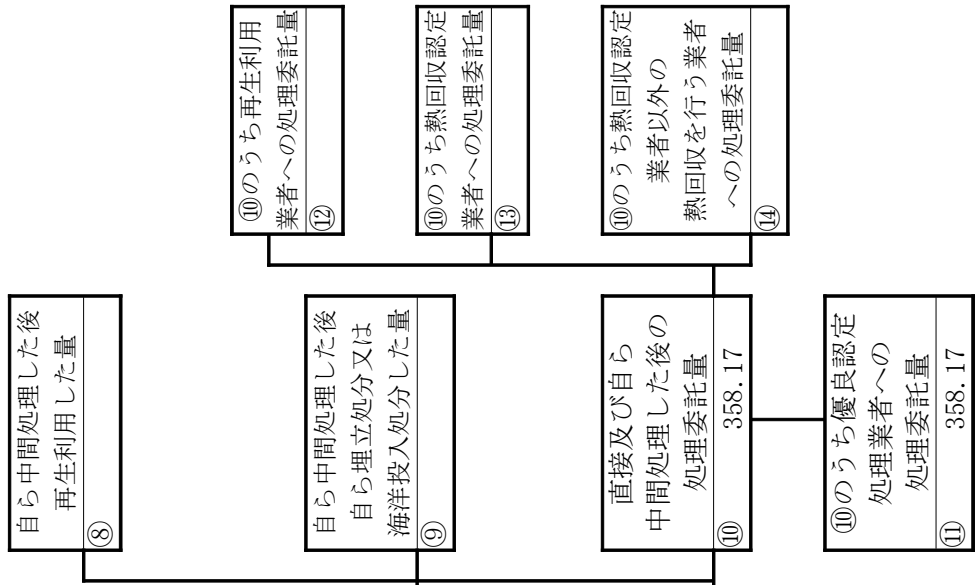 自ら中間処理した後
再生利用した量
⑧
自ら中間処理した後
自ら埋立処分又は
海洋投入処分した量
⑨
直接及び自ら
中間処理した後の
処理委託量
⑩ 358.17
⑩のうち優良認定
処理業者への
処理委託量
⑪ 358.17
⑩のうち再生利用
業者への処理委託量
⑫
⑩のうち熱回収認定
業者への処理委託量
⑬
⑩のうち熱回収認定
業者以外の
熱回収を行う業者
への処理委託量
⑭